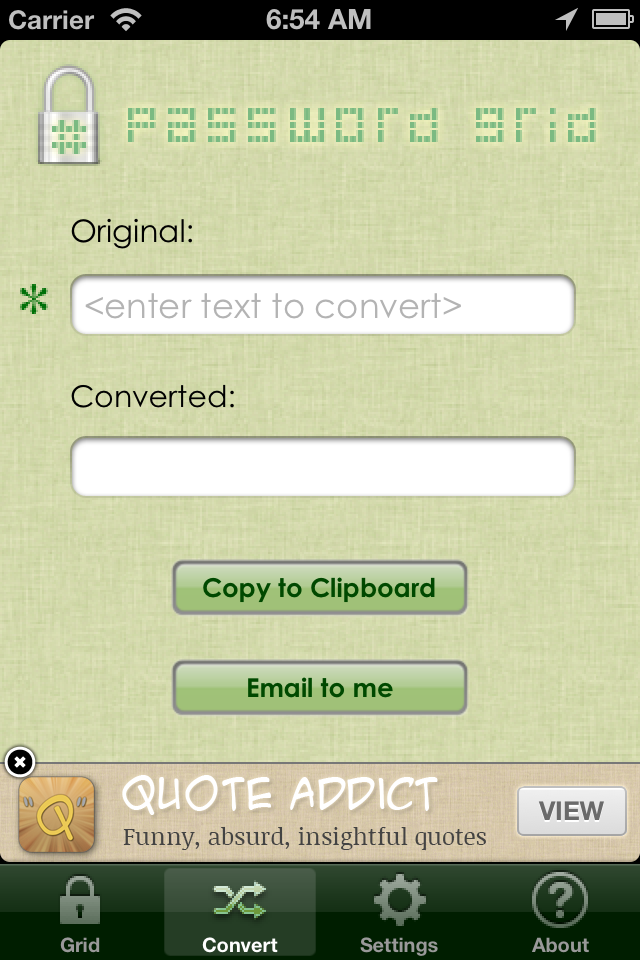 Carrier 6:54 AM
# Password grid
Original:
* <enter text to convert>
Converted:
Copy to Clipboard
Email to me
"Q" QUOTE ADDICT
Funny, absurd, insightful quotes
VIEW
Grid Convert Settings ? About